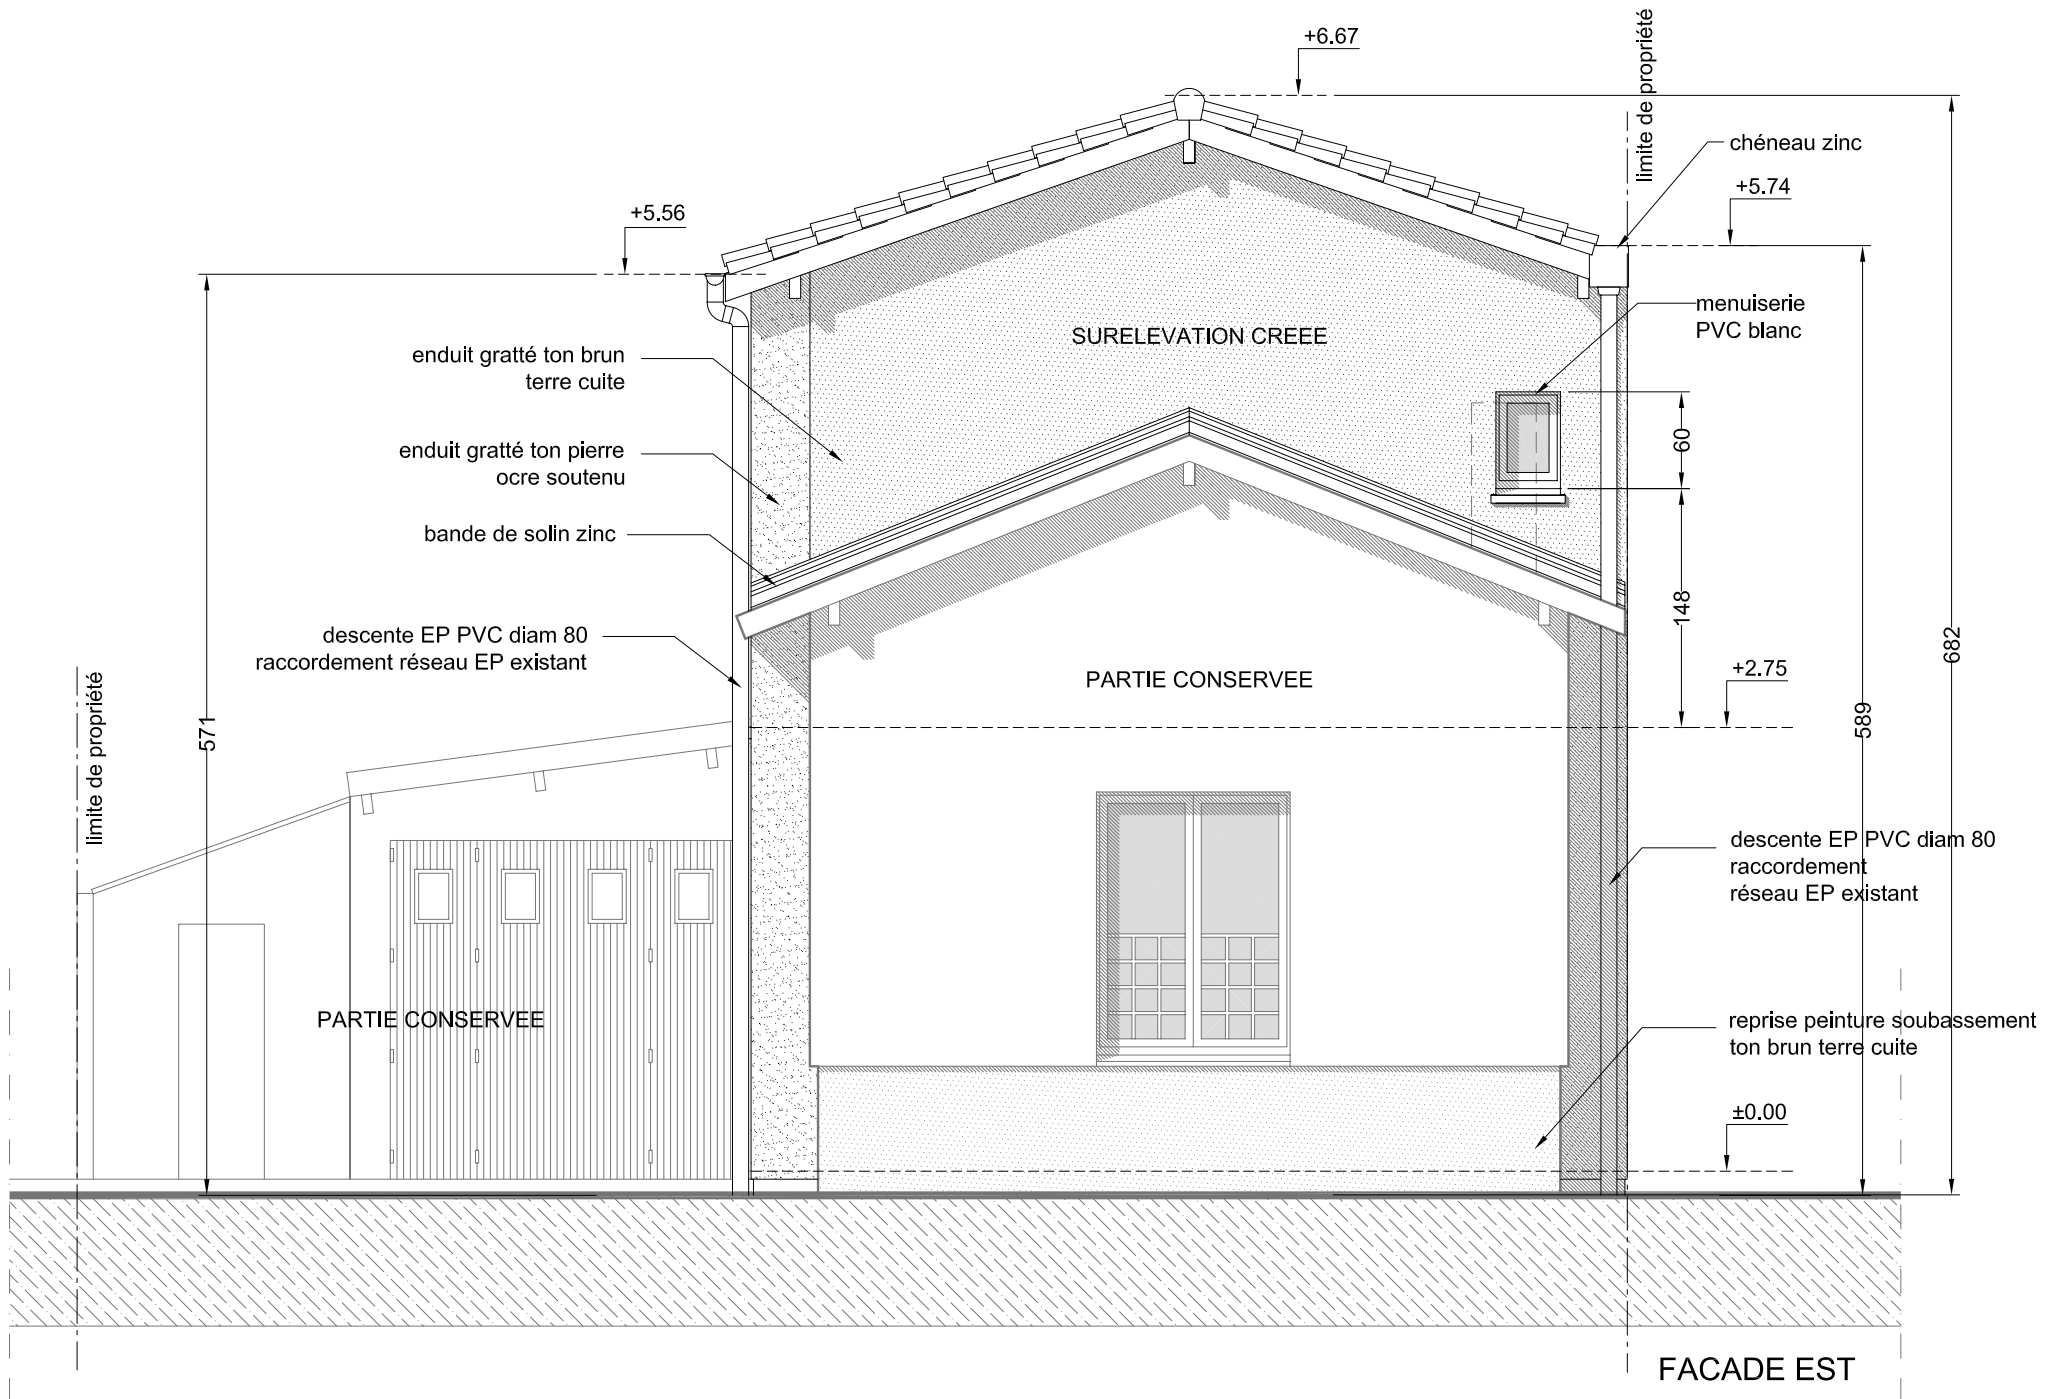 +6.67
limite de propriété
chéneau zinc
+5.74
+5.56
menuiserie
PVC blanc
SURELEVATION CREEE
enduit gratté ton brun
terre cuite
60
enduit gratté ton pierre
ocre soutenu
bande de solin zinc
148
descente EP PVC diam 80
raccordement réseau EP existant
682
+2.75
PARTIE CONSERVEE
limite de propriété
571
589
descente EP PVC diam 80
raccordement
réseau EP existant
PARTIE CONSERVEE
reprise peinture soubassement
ton brun terre cuite
±0.00
FACADE EST